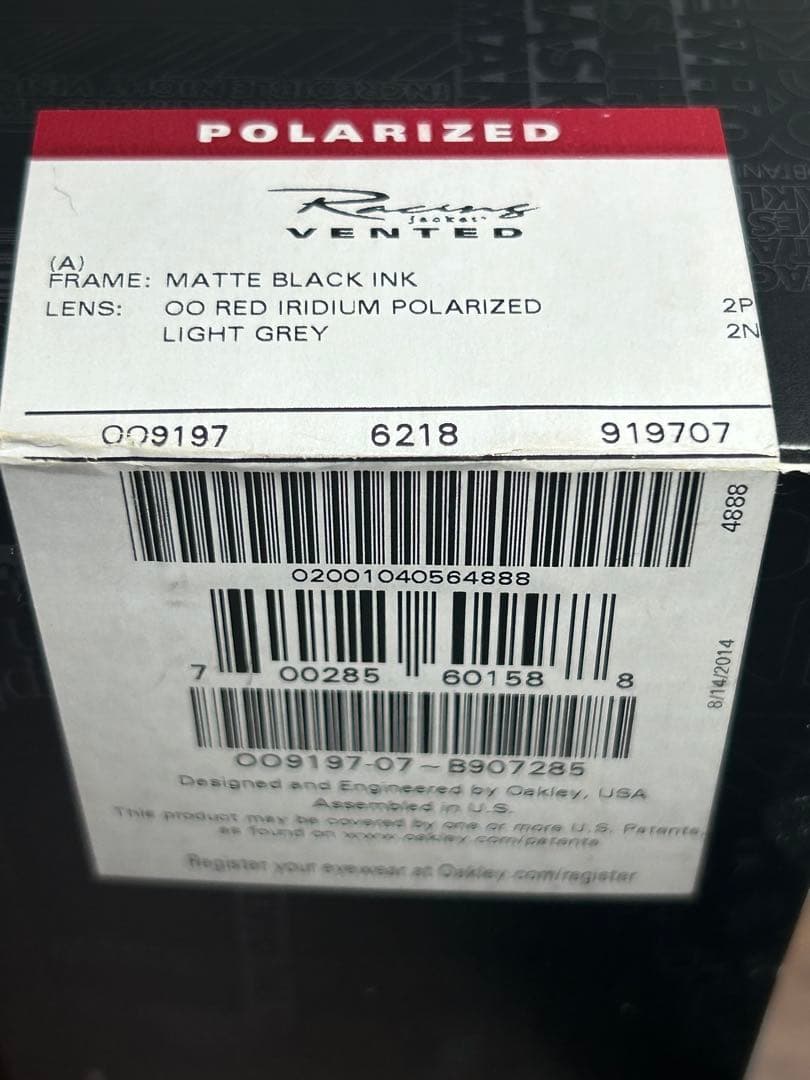 POLARIZED
Racing
Jacket
VENTED
(A)
FRAME: MATTE BLACK INK
LENS: OO RED IRIDIUM POLARIZED 2P
LIGHT GREY 2N
OO9197 6218 919707
4888
02001040564888
7 00285 60158 8
8/14/2014
OO9197-07~B907285
Designed and Engineered by Oakley, USA
Assembled in U.S.
This product may be covered by one or more U.S. Patents,
as found on www.oakley.com/patents
Register your eyewear at Oakley.com/register